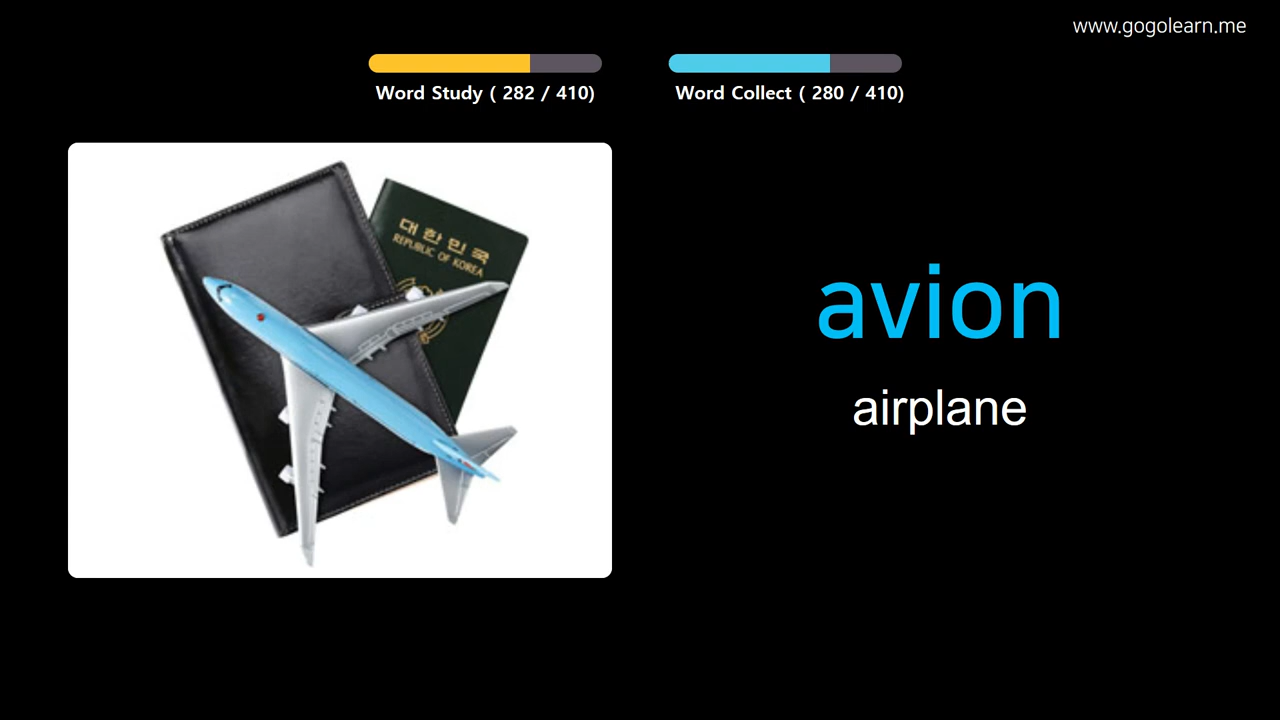 www.gogolearn.me
Word Study ( 282 / 410)
Word Collect ( 280 / 410)
대한민국
REPUBLIC OF KOREA
avion
airplane